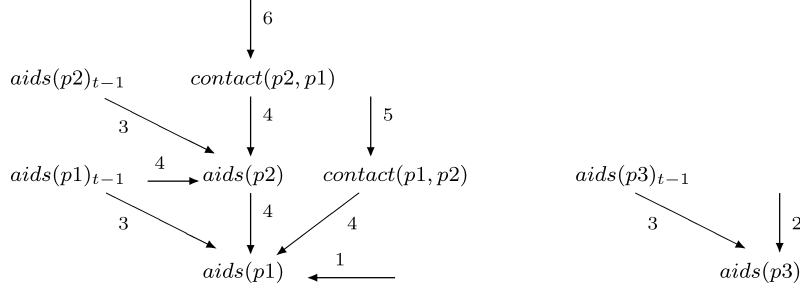 6
aids(p2)ₜ₋₁ contact(p2, p1)
3 4 5
4
aids(p1)ₜ₋₁ aids(p2) contact(p1, p2) aids(p3)ₜ₋₁
3 4 4 3 2
1
aids(p1) aids(p3)